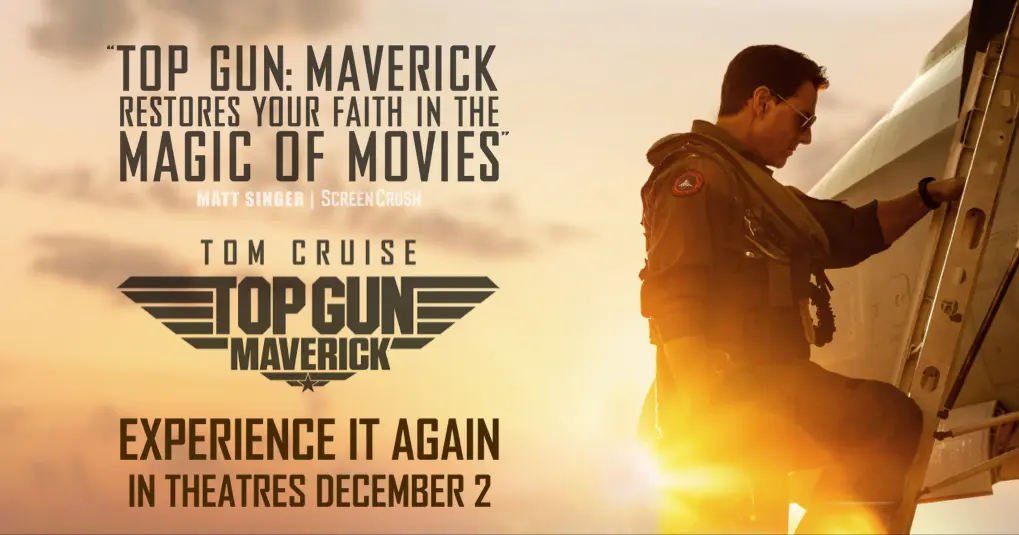 "TOP GUN: MAVERICK
RESTORES YOUR FAITH IN THE
MAGIC OF MOVIES"
MATT SINGER | SCREENCRUSH
TOM CRUISE
TOP GUN
MAVERICK
EXPERIENCE IT AGAIN
IN THEATRES DECEMBER 2